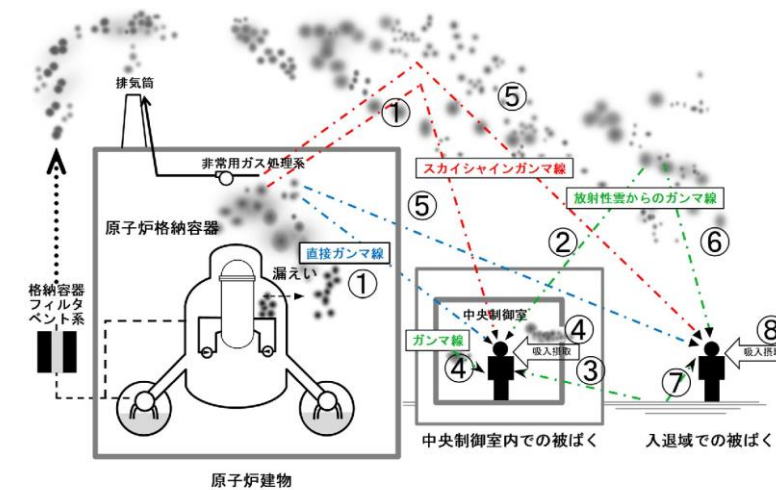 排気筒
①
⑤
非常用ガス処理系
スカイシャインガンマ線
放射性雲からのガンマ線
原子炉格納容器
⑤
②
⑥
直接ガンマ線
漏えい
①
格納容器
フィルタ
ベント系
中央制御室
④
⑧
ガンマ線
吸入摂取
吸入摂取
④
③
⑦
中央制御室内での被ばく
入退域での被ばく
原子炉建物